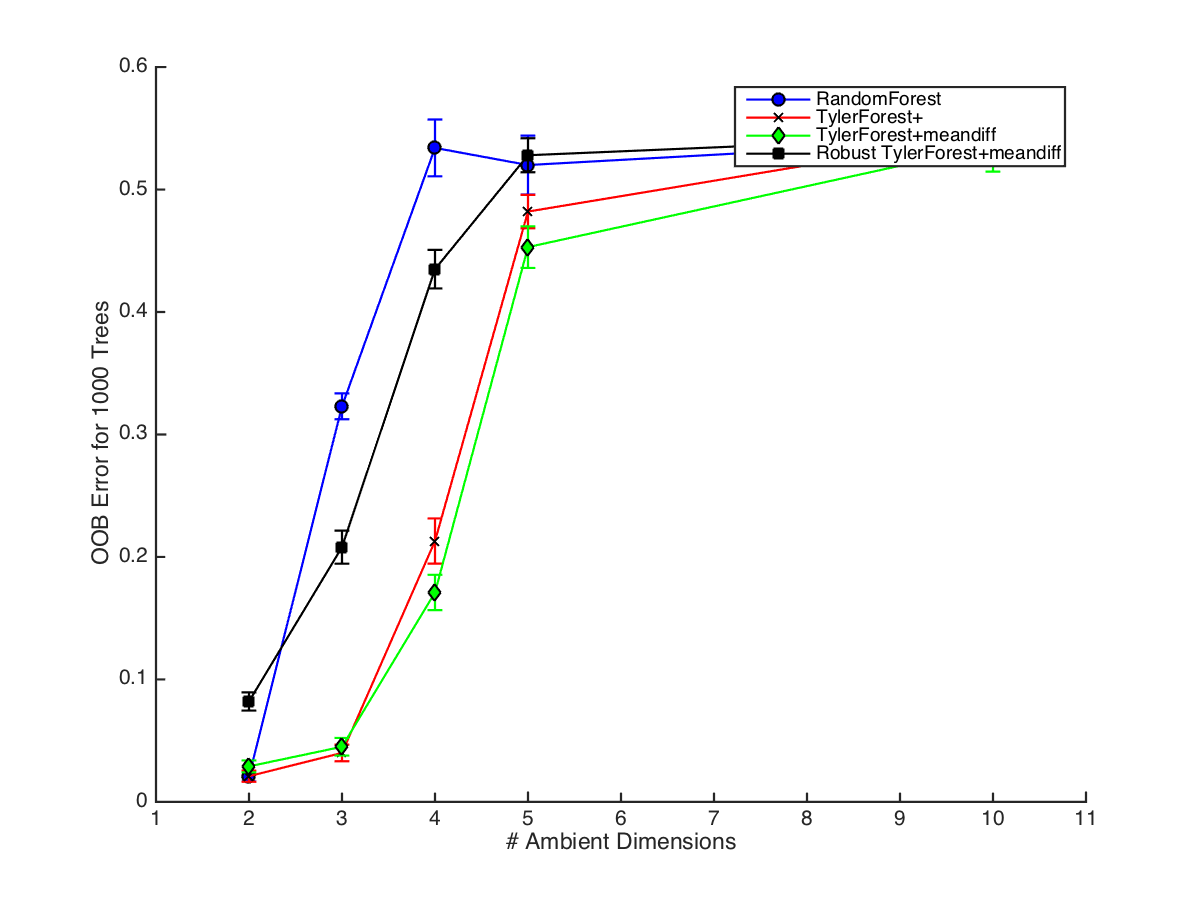 0.6
0.5
0.4
0.3
0.2
0.1
0
OOB Error for 1000 Trees
RandomForest
TylerForest+
TylerForest+meandiff
Robust TylerForest+meandiff
1 2 3 4 5 6 7 8 9 10 11
# Ambient Dimensions